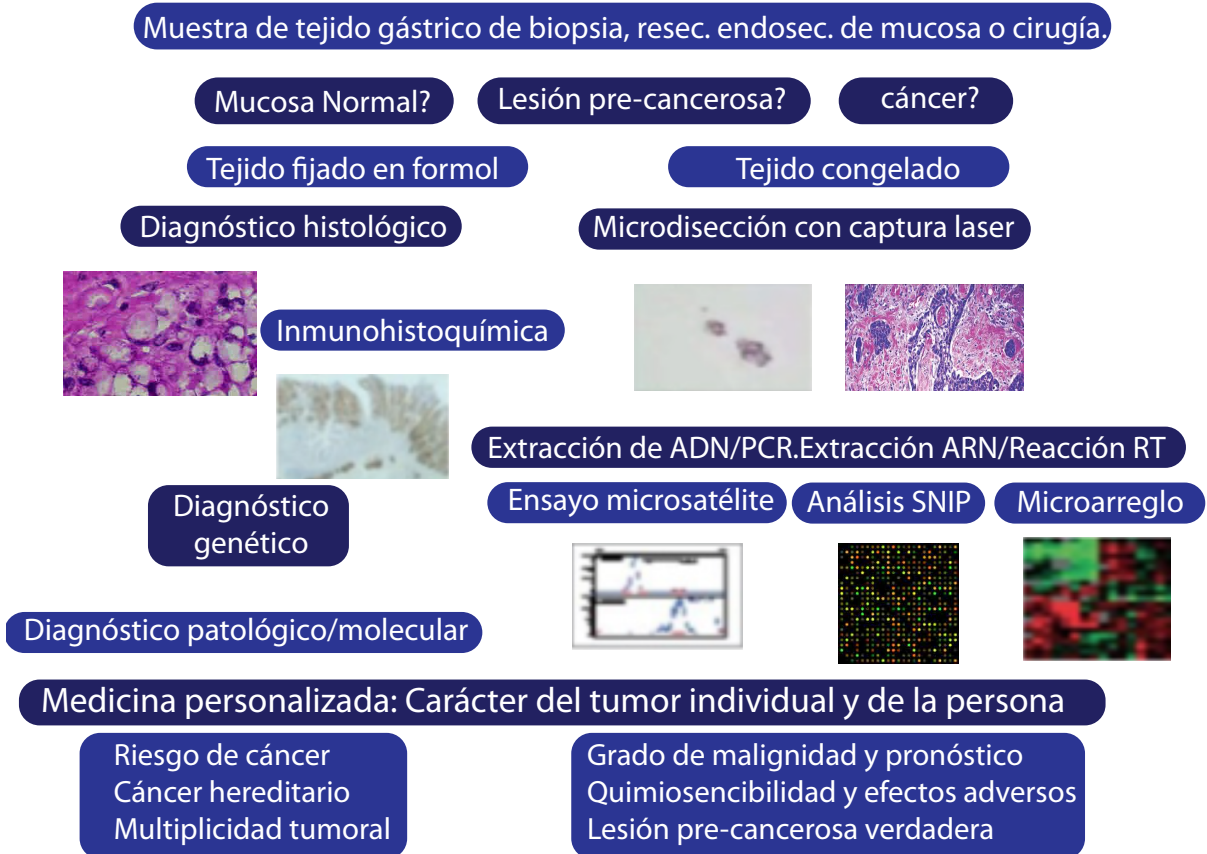 Muestra de tejido gástrico de biopsia, resec. endosec. de mucosa o cirugía.
Mucosa Normal?
Lesión pre-cancerosa?
cáncer?
Tejido fijado en formol
Tejido congelado
Diagnóstico histológico
Microdisección con captura laser
Inmunohistoquímica
Extracción de ADN/PCR.Extracción ARN/Reacción RT
Diagnóstico
genético
Ensayo microsatélite
Análisis SNIP
Microarreglo
Diagnóstico patológico/molecular
Medicina personalizada: Carácter del tumor individual y de la persona
Riesgo de cáncer
Cáncer hereditario
Multiplicidad tumoral
Grado de malignidad y pronóstico
Quimiosencibilidad y efectos adversos
Lesión pre-cancerosa verdadera